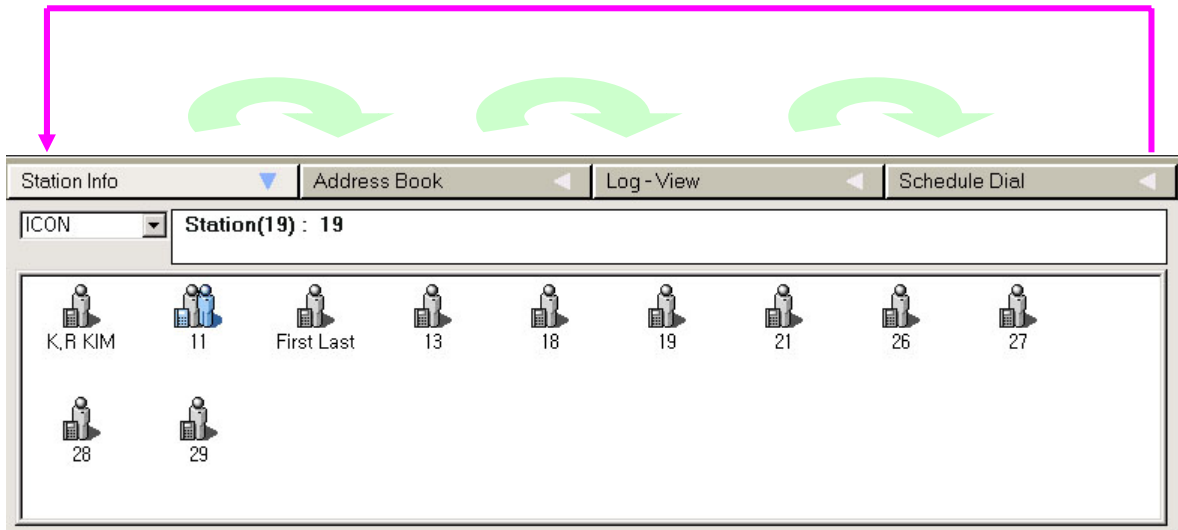 Station Info Address Book Log - View Schedule Dial
ICON Station(19) : 19
K,R KIM 11 First Last 13 18 19 21 26 27
28 29